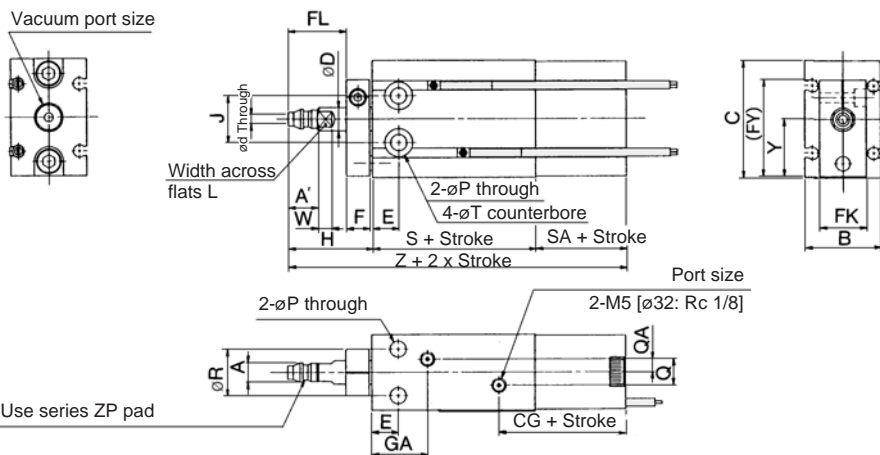 Vacuum port size
FL
øD
J
ød Through
Width across
flats L
A'
W
H
F
E
2-øP through
4-øT counterbore
S + Stroke
SA + Stroke
Z + 2 x Stroke
C
(FY)
Y
FK
B
Port size
2-M5 [ø32: Rc 1/8]
2-øP through
øR
A
Use series ZP pad
E
GA
CG + Stroke
QA
Q